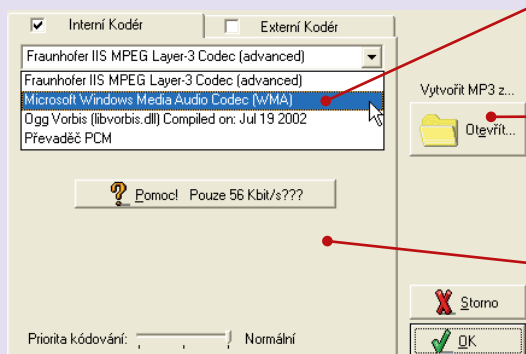 Interní Kodér
Externí Kodér
Fraunhofer IIS MPEG Layer-3 Codec (advanced)
Fraunhofer IIS MPEG Layer-3 Codec (advanced)
Microsoft Windows Media Audio Codec (WMA)
Ogg Vorbis (libvorbis.dll) Compiled on: Jul 19 2002
Převaděč PCM
Vytvořit MP3 z...
Otevřít...
Pomoc! Pouze 56 Kbit/s???
Storno
Priorita kódování: Normální
OK